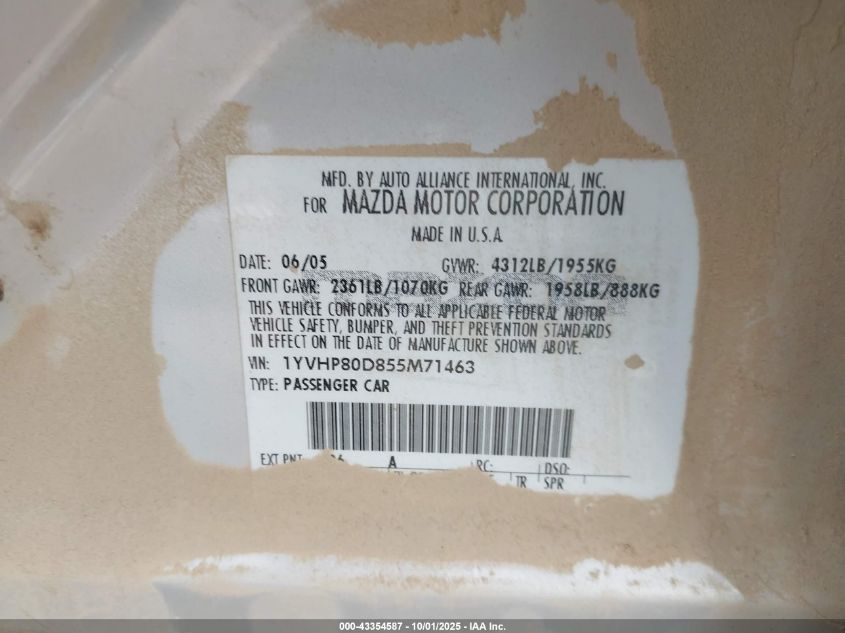 MFD. BY AUTO ALLIANCE INTERNATIONAL, INC.
FOR MAZDA MOTOR CORPORATION
MADE IN U.S.A
DATE: 06/05 GVWR: 4312LB/1955KG
FRONT GAWR: 2361LB/1070KG REAR GAWR: 1958LB/888KG
THIS VEHICLE CONFORMS TO ALL APPLICABLE FEDERAL MOTOR
VEHICLE SAFETY, BUMPER, AND THEFT PREVENTION STANDARDS
IN EFFECT ON THE DATE OF MANUFACTURE SHOWN ABOVE.
VIN: 1YVHP80D855M71463
TYPE: PASSENGER CAR
EXT PNT A RC: DSO:
TR SPR
000-43354587 - 10/01/2025 - IAA Inc.